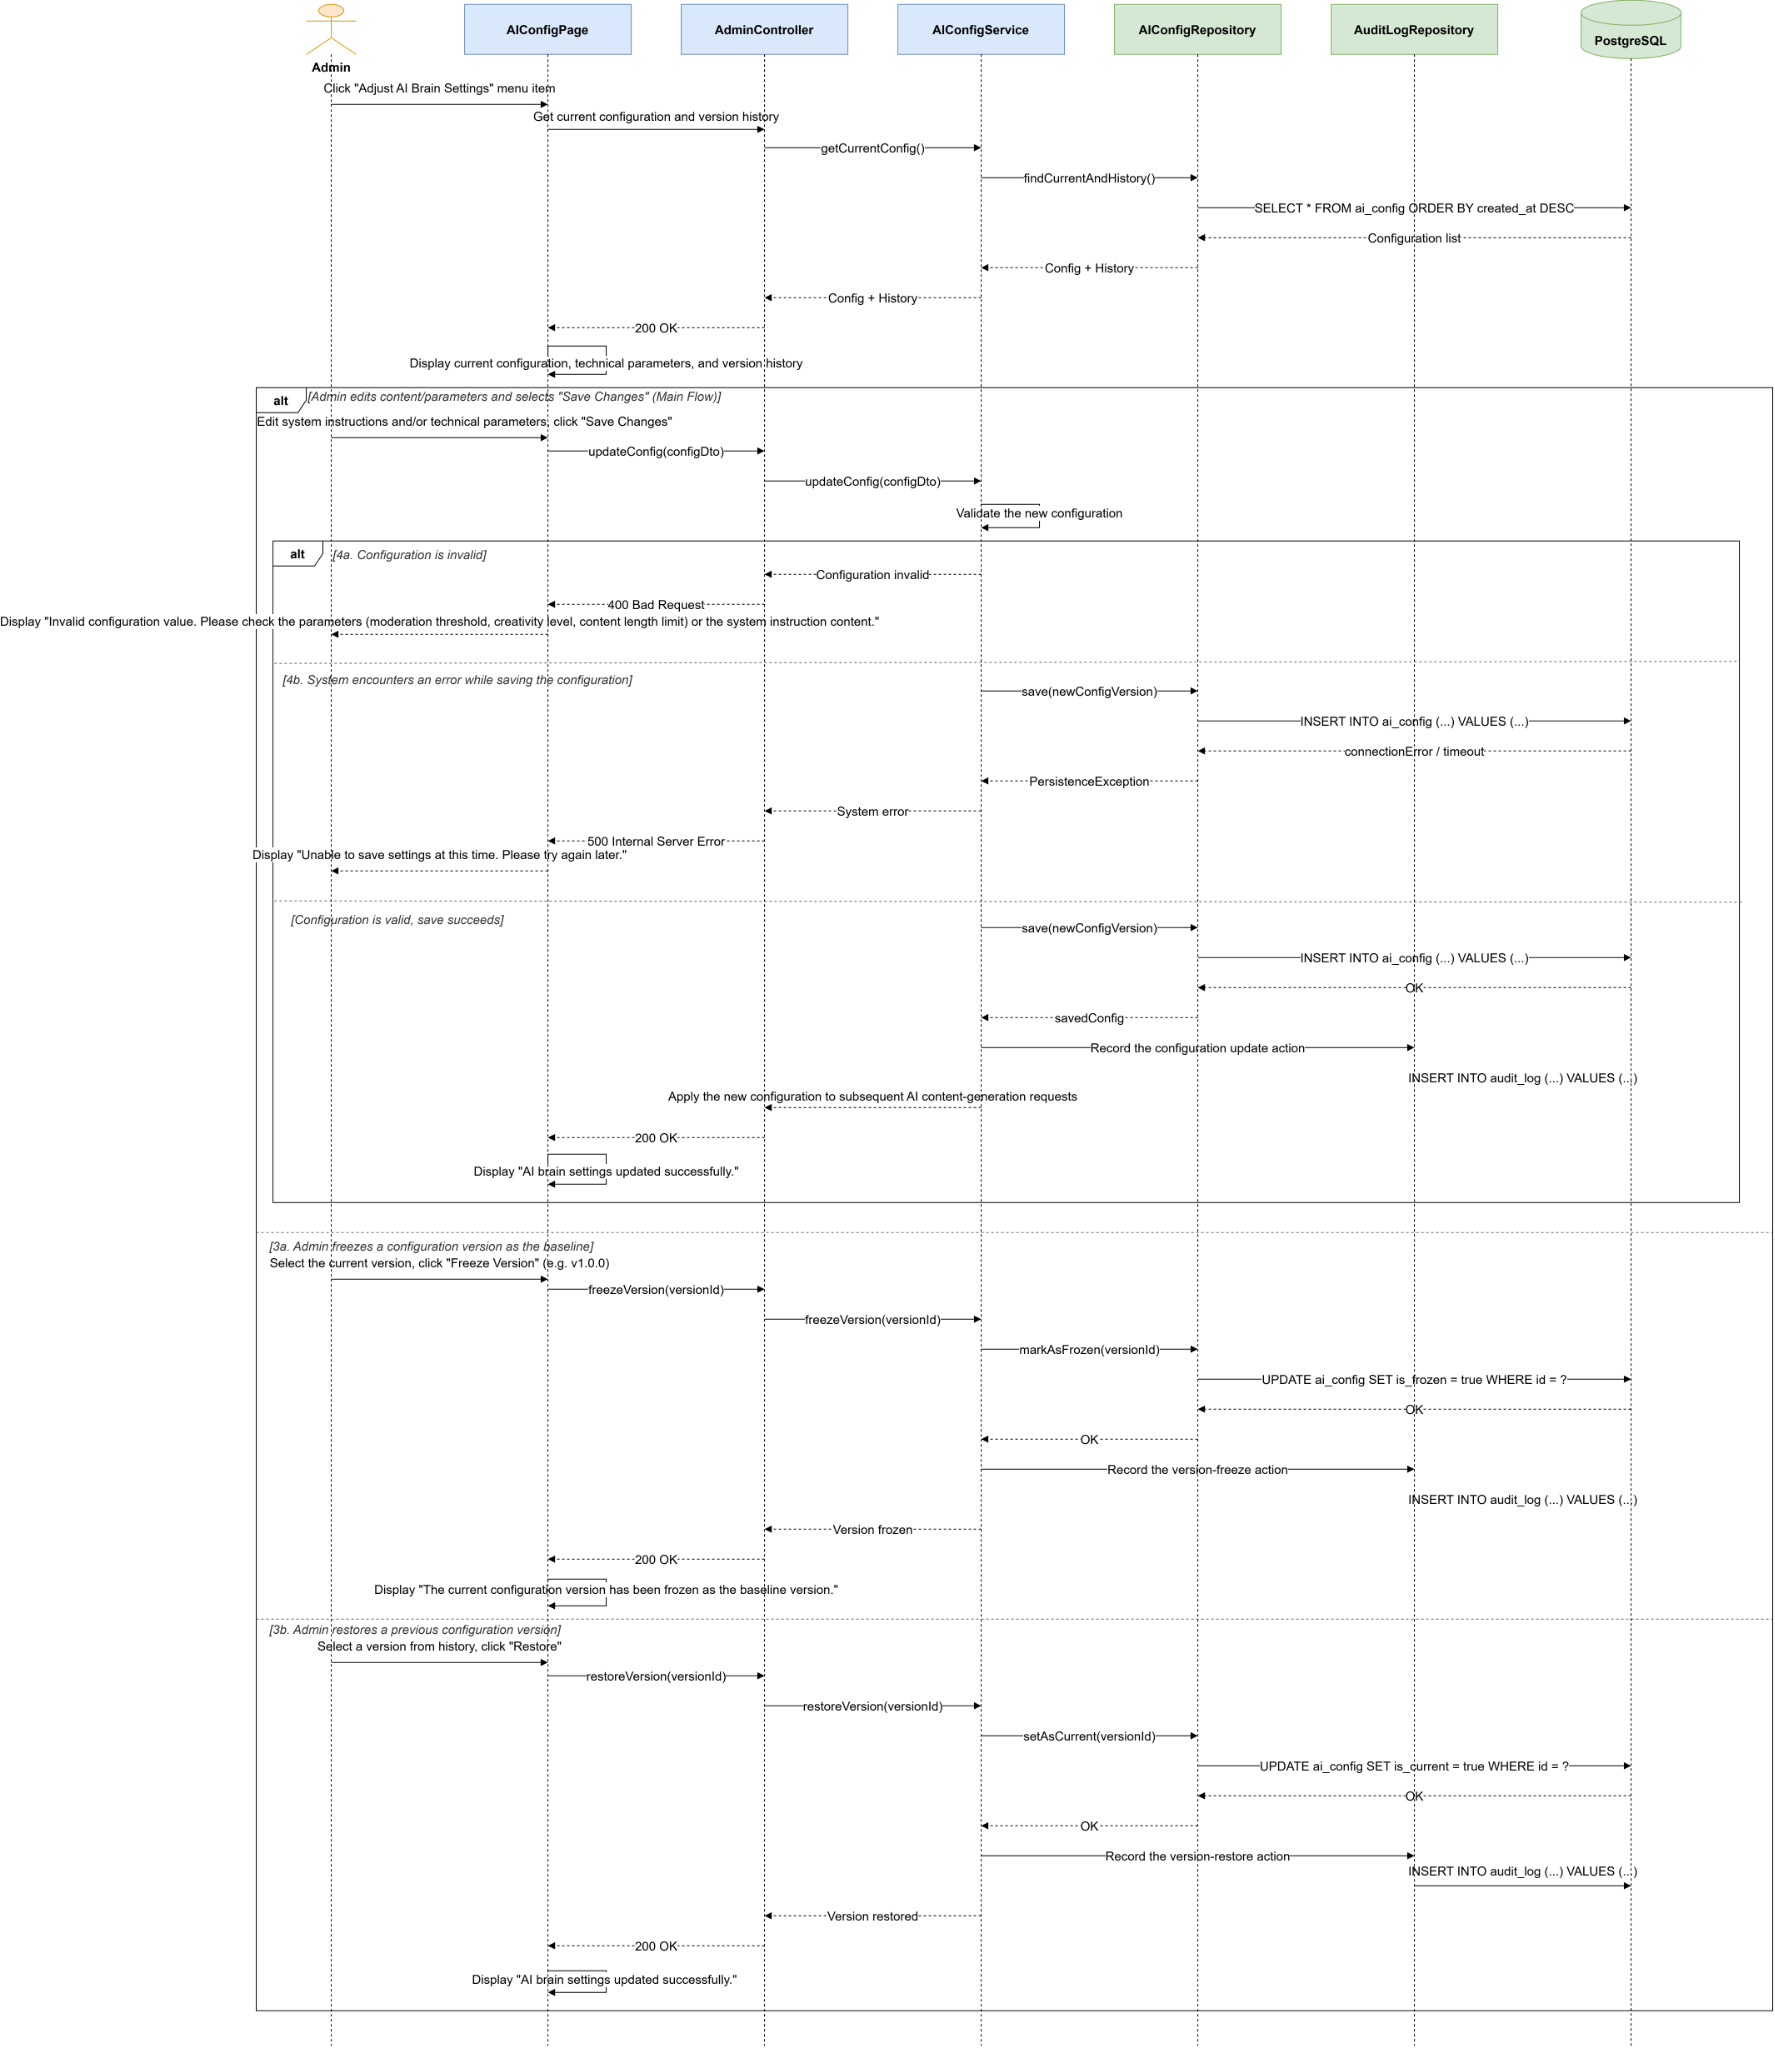 AIConfigPage
AdminController
AIConfigService
AIConfigRepository
AuditLogRepository
PostgreSQL
Admin
Click "Adjust AI Brain Settings" menu item
Get current configuration and version history
getCurrentConfig()
findCurrentAndHistory()
SELECT * FROM ai_config ORDER BY created_at DESC
Configuration list
Config + History
Config + History
200 OK
Display current configuration, technical parameters, and version history
alt
[Admin edits content/parameters and selects "Save Changes" (Main Flow)]
Edit system instructions and/or technical parameters, click "Save Changes"
updateConfig(configDto)
updateConfig(configDto)
Validate the new configuration
alt
[4a. Configuration is invalid]
Configuration invalid
400 Bad Request
Display "Invalid configuration value. Please check the parameters (moderation threshold, creativity level, content length limit) or the system instruction content."
[4b. System encounters an error while saving the configuration]
save(newConfigVersion)
INSERT INTO ai_config (...) VALUES (...)
connectionError / timeout
PersistenceException
System error
500 Internal Server Error
Display "Unable to save settings at this time. Please try again later."
[Configuration is valid, save succeeds]
save(newConfigVersion)
INSERT INTO ai_config (...) VALUES (...)
OK
savedConfig
Record the configuration update action
INSERT INTO audit_log (...) VALUES (...)
Apply the new configuration to subsequent AI content-generation requests
200 OK
Display "AI brain settings updated successfully."
[3a. Admin freezes a configuration version as the baseline]
Select the current version, click "Freeze Version" (e.g. v1.0.0)
freezeVersion(versionId)
freezeVersion(versionId)
markAsFrozen(versionId)
UPDATE ai_config SET is_frozen = true WHERE id = ?
OK
OK
Record the version-freeze action
INSERT INTO audit_log (...) VALUES (...)
Version frozen
200 OK
Display "The current configuration version has been frozen as the baseline version."
[3b. Admin restores a previous configuration version]
Select a version from history, click "Restore"
restoreVersion(versionId)
restoreVersion(versionId)
setAsCurrent(versionId)
UPDATE ai_config SET is_current = true WHERE id = ?
OK
OK
Record the version-restore action
INSERT INTO audit_log (...) VALUES (...)
Version restored
200 OK
Display "AI brain settings updated successfully."